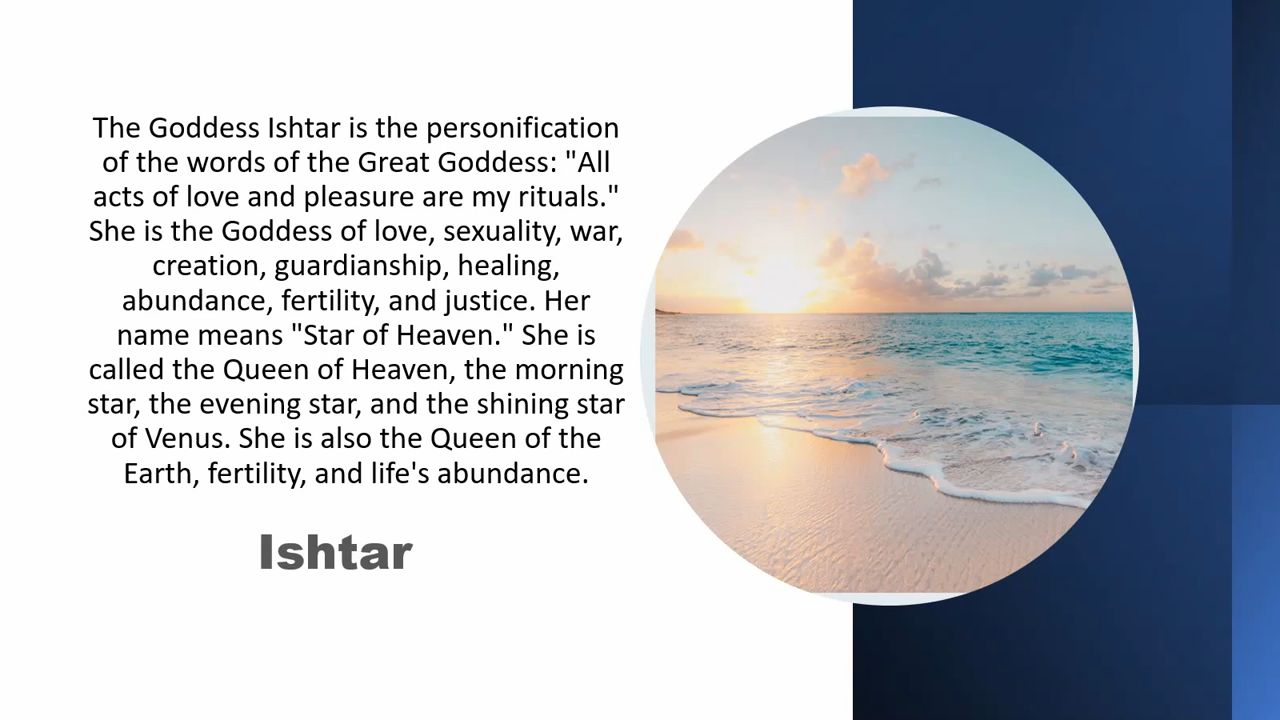 The Goddess Ishtar is the personification
of the words of the Great Goddess: "All
acts of love and pleasure are my rituals."
She is the Goddess of love, sexuality, war,
creation, guardianship, healing,
abundance, fertility, and justice. Her
name means "Star of Heaven." She is
called the Queen of Heaven, the morning
star, the evening star, and the shining star
of Venus. She is also the Queen of the
Earth, fertility, and life's abundance.
Ishtar